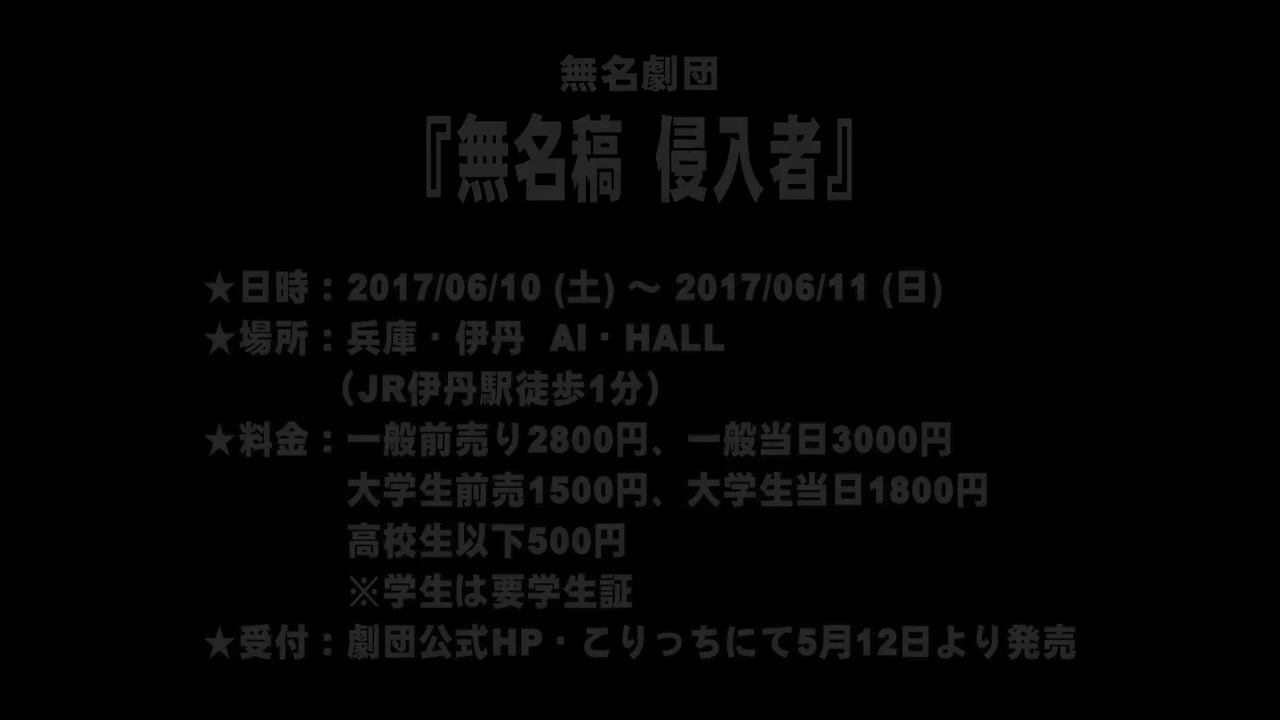 無名劇団
『無名稿 侵入者』
★日時：2017/06/10 (土) ～ 2017/06/11 (日)
★場所：兵庫・伊丹 AI・HALL
（JR伊丹駅徒歩1分）
★料金：一般前売り2800円、一般当日3000円
大学生前売1500円、大学生当日1800円
高校生以下500円
※学生は要学生証
★受付：劇団公式HP・こりっちにて5月12日より発売